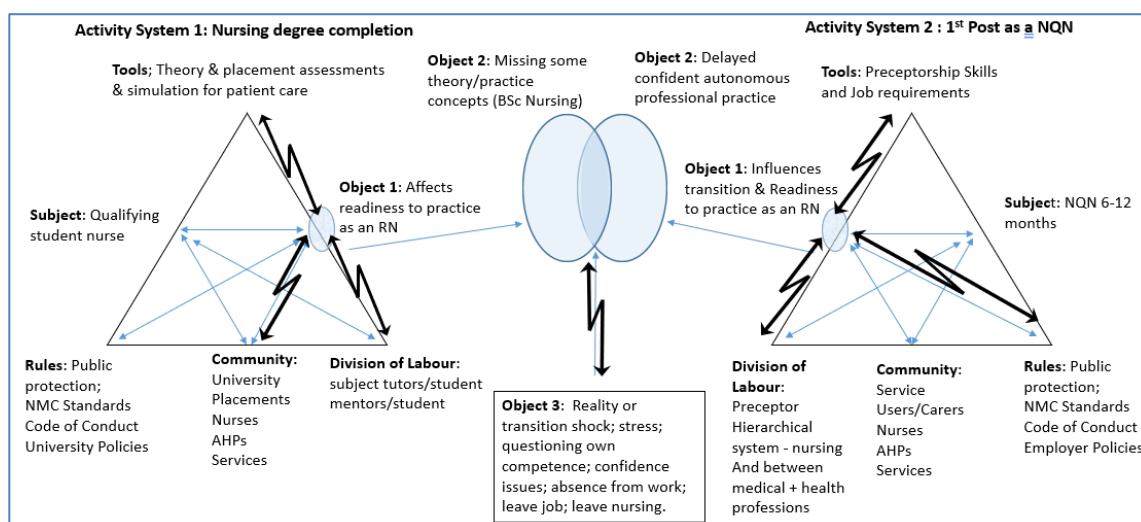 Activity System 1: Nursing degree completion
Tools; Theory & placement assessments
& simulation for patient care
Subject: Qualifying
student nurse
Object 1: Affects
readiness to practice
as an RN
Rules: Public
protection;
NMC Standards
Code of Conduct
University Policies
Community:
University
Placements
Nurses
AHPs
Services
Division of Labour:
subject tutors/student
mentors/student
Object 2: Missing some
theory/practice
concepts (BSc Nursing)
Object 2: Delayed
confident autonomous
professional practice
Object 3: Reality or
transition shock; stress;
questioning own
competence; confidence
issues; absence from work;
leave job; leave nursing.
Activity System 2 : 1st Post as a NQN
Tools: Preceptorship Skills
and Job requirements
Object 1: Influences
transition & Readiness
to practice as an RN
Subject: NQN 6-12
months
Division of
Labour:
Preceptor
Hierarchical
system - nursing
And between
medical + health
professions
Community:
Service
Users/Carers
Nurses
AHPs
Services
Rules: Public
protection;
NMC Standards
Code of Conduct
Employer Policies